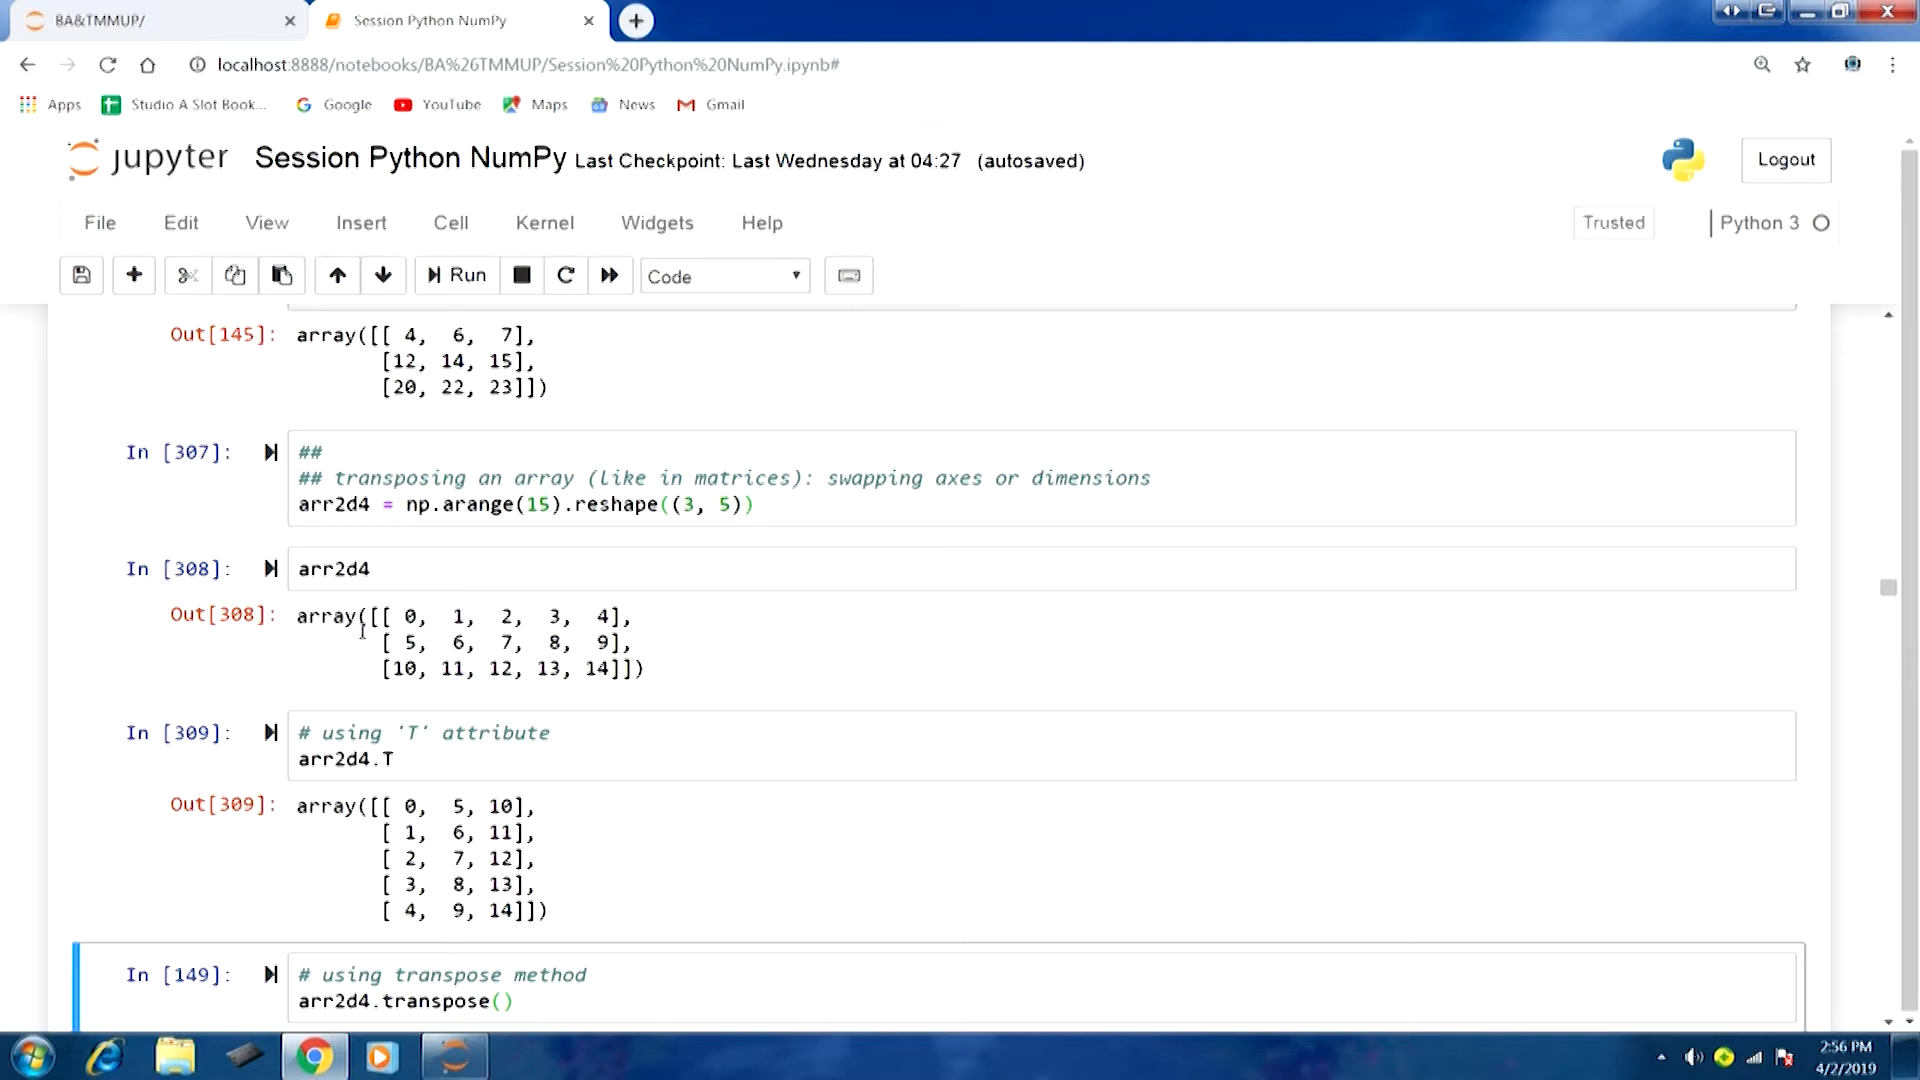 BA&TMMUP/
Session Python NumPy
localhost:8888/notebooks/BA%26TMMUP/Session%20Python%20NumPy.ipynb#
Apps Studio A Slot Book... Google YouTube Maps News Gmail
jupyter Session Python NumPy Last Checkpoint: Last Wednesday at 04:27 (autosaved) Logout
File Edit View Insert Cell Kernel Widgets Help Trusted Python 3
Run Code
Out[145]: array([[ 4, 6, 7],
[12, 14, 15],
[20, 22, 23]])
In [307]: ##
## transposing an array (like in matrices): swapping axes or dimensions
arr2d4 = np.arange(15).reshape((3, 5))
In [308]: arr2d4
Out[308]: array([[ 0, 1, 2, 3, 4],
[ 5, 6, 7, 8, 9],
[10, 11, 12, 13, 14]])
In [309]: # using 'T' attribute
arr2d4.T
Out[309]: array([[ 0, 5, 10],
[ 1, 6, 11],
[ 2, 7, 12],
[ 3, 8, 13],
[ 4, 9, 14]])
In [149]: # using transpose method
arr2d4.transpose()
2:56 PM
4/2/2019